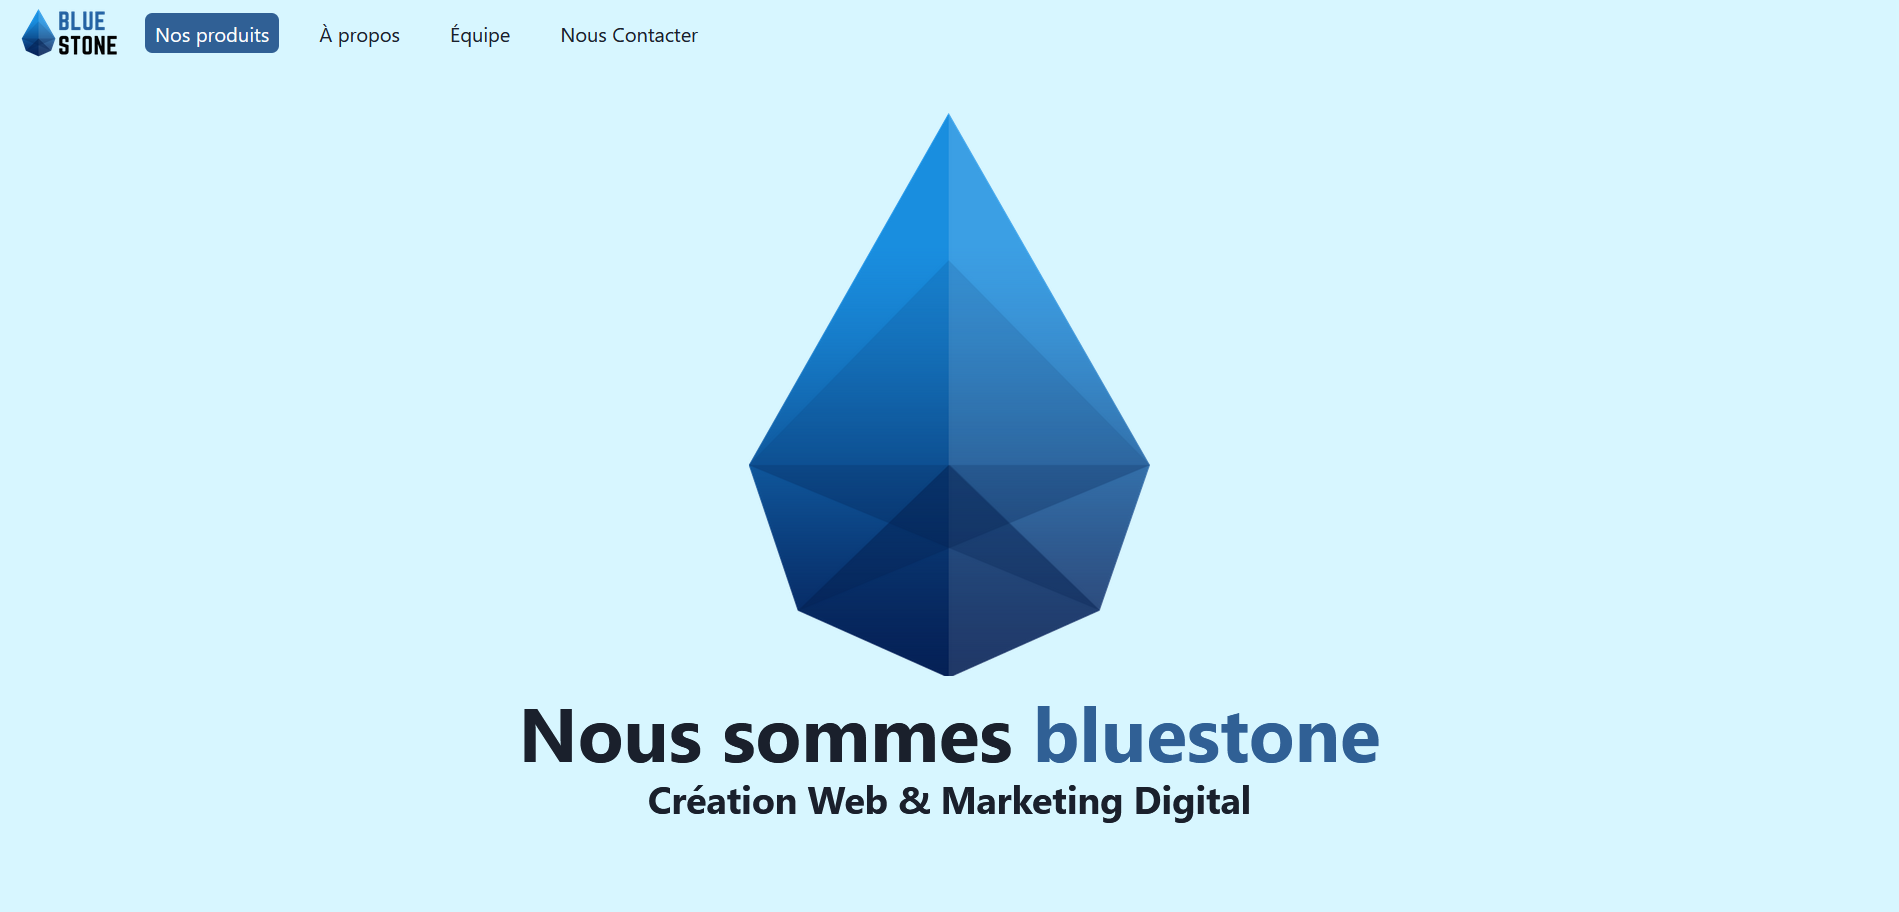 BLUE
STONE
Nos produits
À propos
Équipe
Nous Contacter
Nous sommes bluestone
Création Web & Marketing Digital